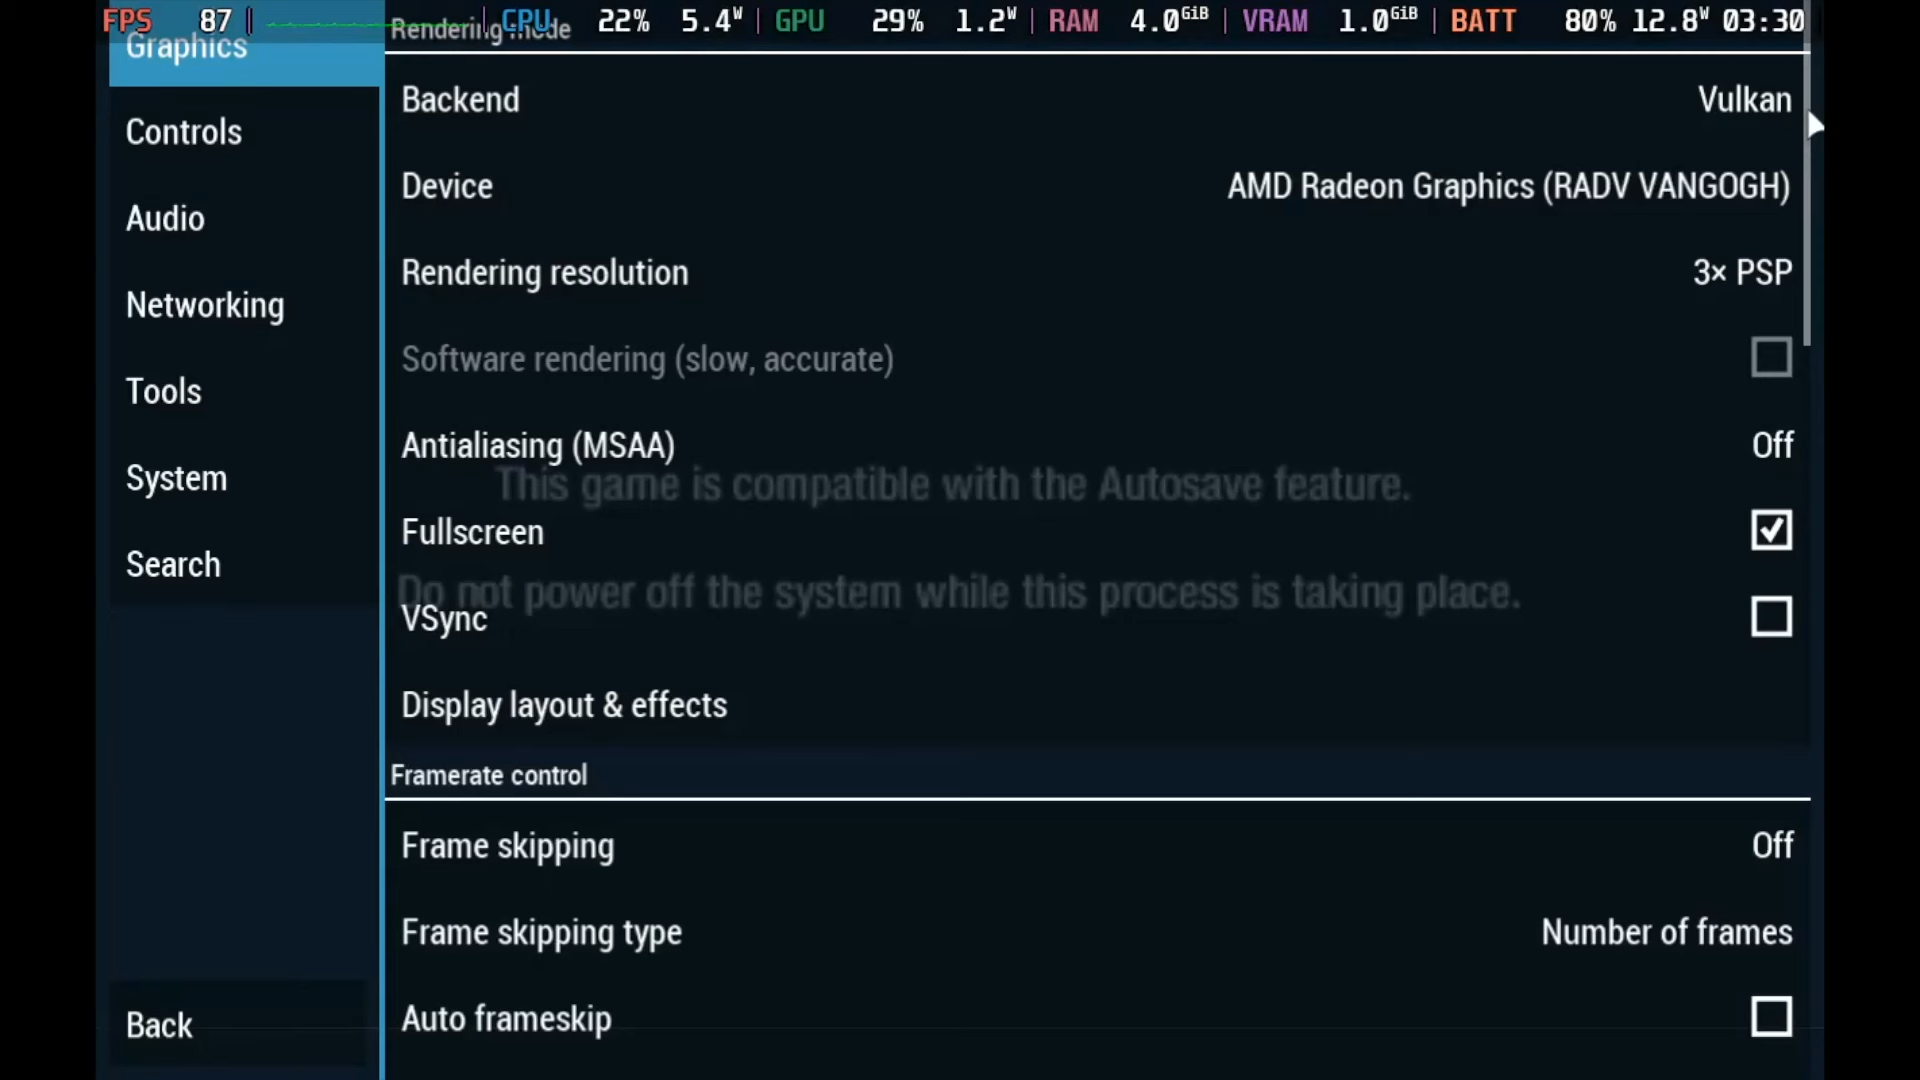 FPS 87 CPU 22% 5.4W GPU 29% 1.2W RAM 4.0GiB VRAM 1.0GiB BATT 80% 12.8W 03:30
Graphics
Controls
Audio
Networking
Tools
System
Search
Back
Rendering mode
Backend Vulkan
Device AMD Radeon Graphics (RADV VANGOGH)
Rendering resolution 3× PSP
Software rendering (slow, accurate)
Antialiasing (MSAA) Off
This game is compatible with the Autosave feature.
Fullscreen
Do not power off the system while this process is taking place.
VSync
Display layout & effects
Framerate control
Frame skipping Off
Frame skipping type Number of frames
Auto frameskip